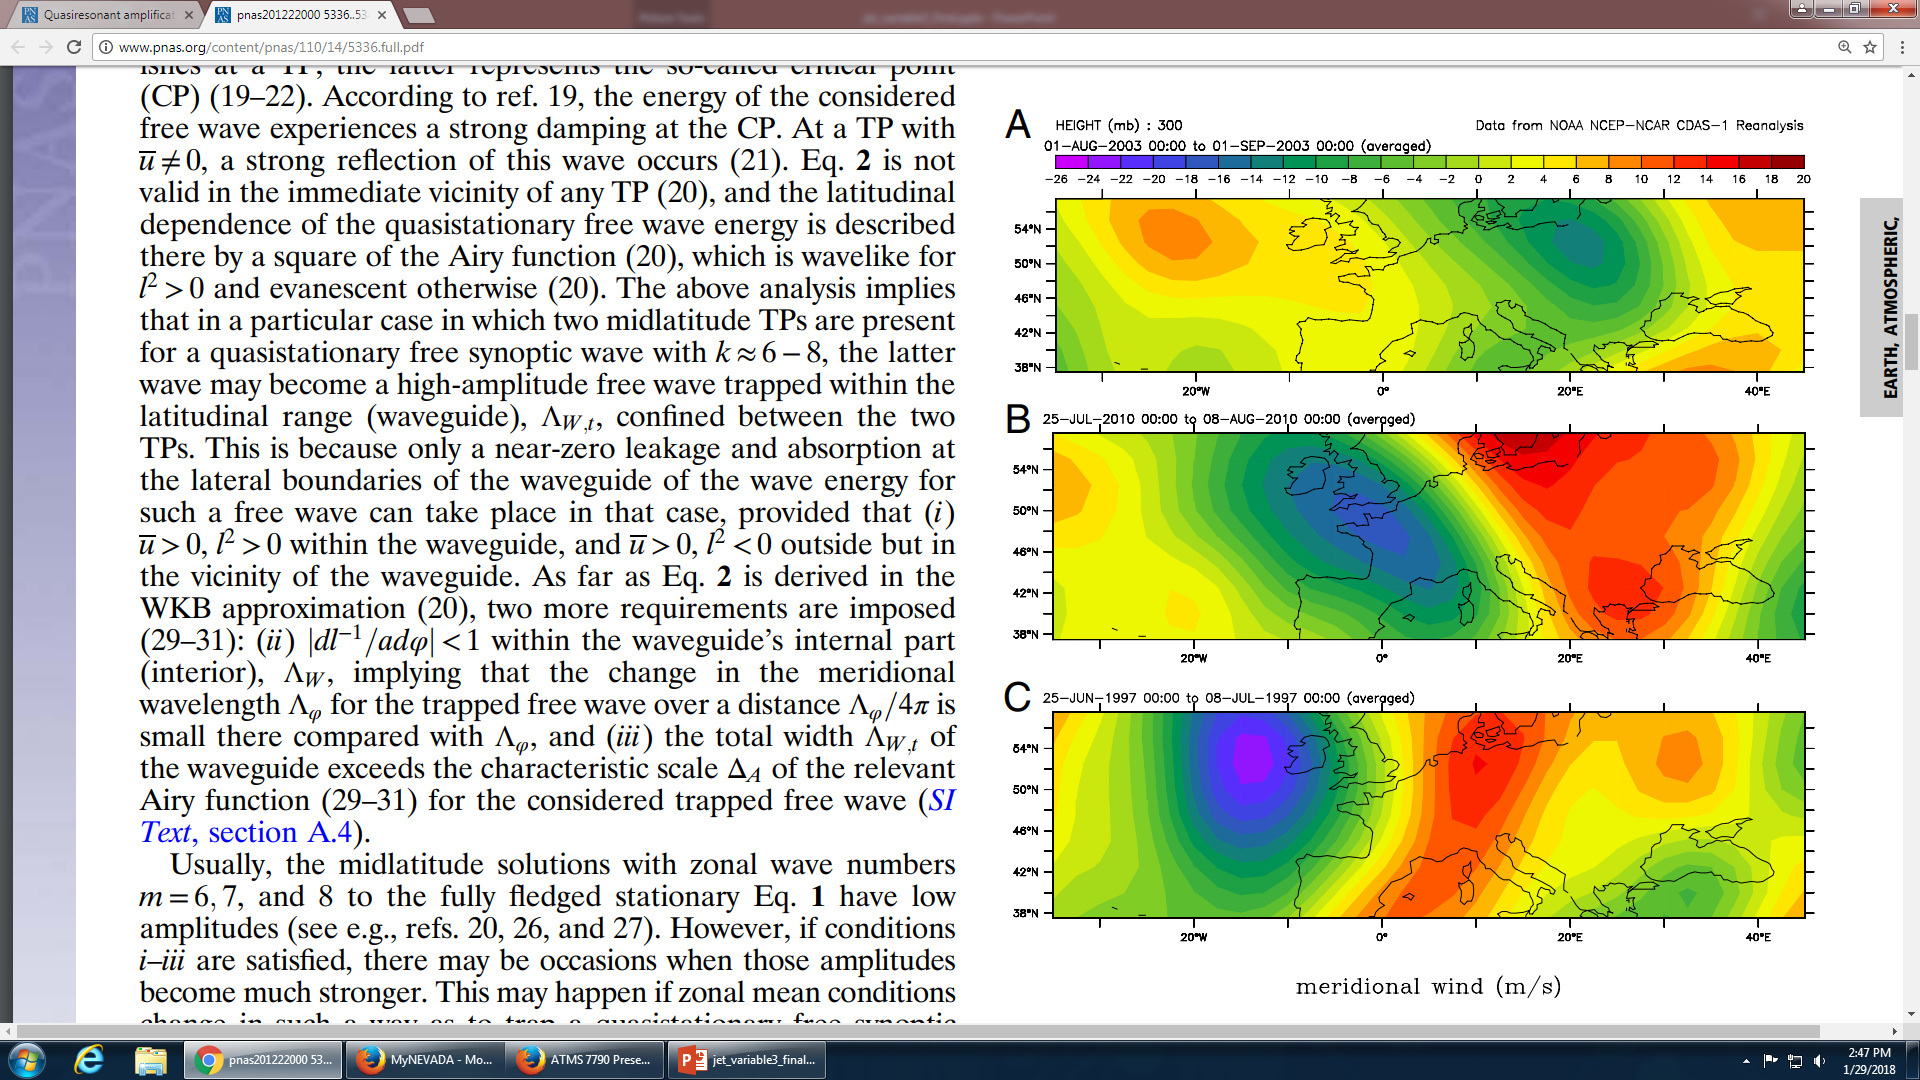 Quasiresonant amplificat
pnas201222000 5336..53
www.pnas.org/content/pnas/110/14/5336.full.pdf
ishes at a TP, the latter represents the so-called critical point
(CP) (19–22). According to ref. 19, the energy of the considered
free wave experiences a strong damping at the CP. At a TP with
u̅ ≠ 0, a strong reflection of this wave occurs (21). Eq. 2 is not
valid in the immediate vicinity of any TP (20), and the latitudinal
dependence of the quasistationary free wave energy is described
there by a square of the Airy function (20), which is wavelike for
l² > 0 and evanescent otherwise (20). The above analysis implies
that in a particular case in which two midlatitude TPs are present
for a quasistationary free synoptic wave with k ≈ 6 – 8, the latter
wave may become a high-amplitude free wave trapped within the
latitudinal range (waveguide), Λ_W,t, confined between the two
TPs. This is because only a near-zero leakage and absorption at
the lateral boundaries of the waveguide of the wave energy for
such a free wave can take place in that case, provided that (i)
u̅ > 0, l² > 0 within the waveguide, and u̅ > 0, l² < 0 outside but in
the vicinity of the waveguide. As far as Eq. 2 is derived in the
WKB approximation (20), two more requirements are imposed
(29–31): (ii) |dl⁻¹/adφ| < 1 within the waveguide's internal part
(interior), Λ_W, implying that the change in the meridional
wavelength Λ_φ for the trapped free wave over a distance Λ_φ/4π is
small there compared with Λ_φ, and (iii) the total width Λ_W,t of
the waveguide exceeds the characteristic scale Δ_A of the relevant
Airy function (29–31) for the considered trapped free wave (SI
Text, section A.4).
Usually, the midlatitude solutions with zonal wave numbers
m = 6, 7, and 8 to the fully fledged stationary Eq. 1 have low
amplitudes (see e.g., refs. 20, 26, and 27). However, if conditions
i–iii are satisfied, there may be occasions when those amplitudes
become much stronger. This may happen if zonal mean conditions
change in such a way as to trap a quasistationary free synoptic
A
HEIGHT (mb) : 300
Data from NOAA NCEP–NCAR CDAS–1 Reanalysis
01–AUG–2003 00:00 to 01–SEP–2003 00:00 (averaged)
-26 -24 -22 -20 -18 -16 -14 -12 -10 -8 -6 -4 -2 0 2 4 6 8 10 12 14 16 18 20
54°N
50°N
46°N
42°N
38°N
20°W 0° 20°E 40°E
B
25–JUL–2010 00:00 to 08–AUG–2010 00:00 (averaged)
54°N
50°N
46°N
42°N
38°N
20°W 0° 20°E 40°E
C
25–JUN–1997 00:00 to 08–JUL–1997 00:00 (averaged)
54°N
50°N
46°N
42°N
38°N
20°W 0° 20°E 40°E
meridional wind (m/s)
EARTH, ATMOSPHERIC,
pnas201222000 53...
MyNEVADA - Mo...
ATMS 7790 Prese...
jet_variable3_final...
2:47 PM
1/29/2018